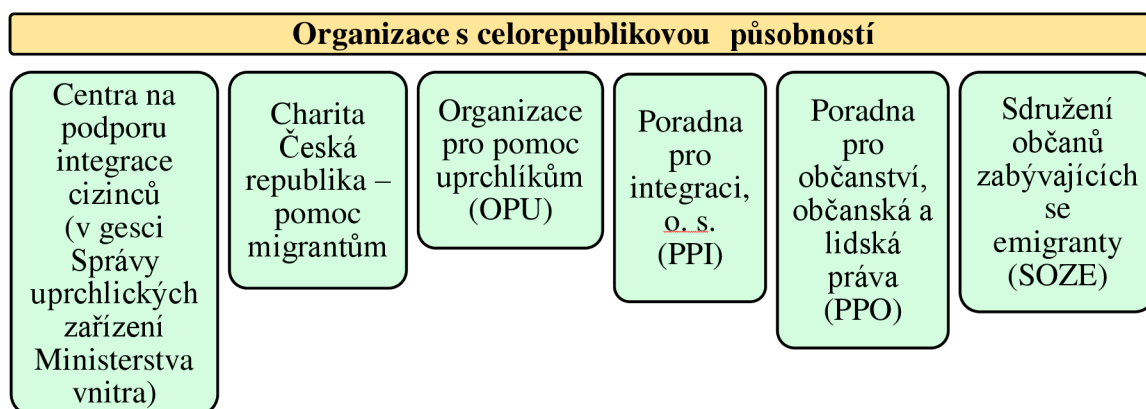 Organizace s celorepublikovou působností
Centra na
podporu
integrace
cizinců
(v gesci
Správy
uprchlických
zařízení
Ministerstva
vnitra)
Charita
Česká
republika –
pomoc
migrantům
Organizace
pro pomoc
uprchlíkům
(OPU)
Poradna
pro
integraci,
o. s.
(PPI)
Poradna
pro
občanství,
občanská a
lidská
práva
(PPO)
Sdružení
občanů
zabývajících
se
emigranty
(SOZE)